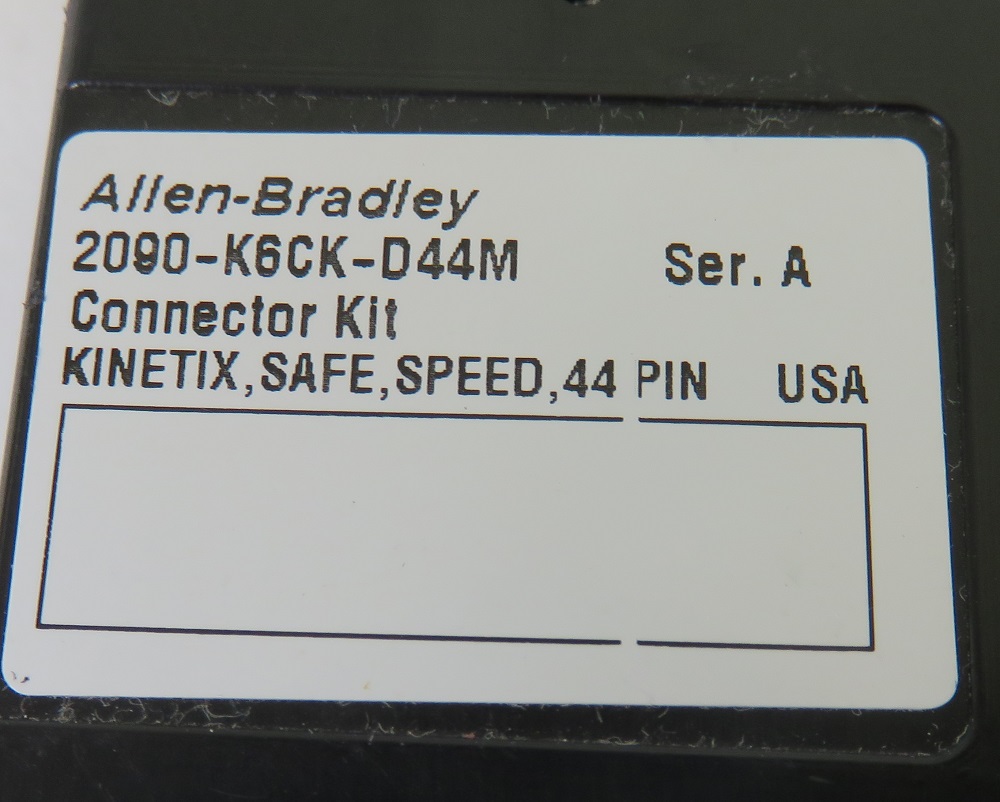 Allen-Bradley
2090-K6CK-D44M Ser. A
Connector Kit
KINETIX,SAFE,SPEED,44 PIN USA